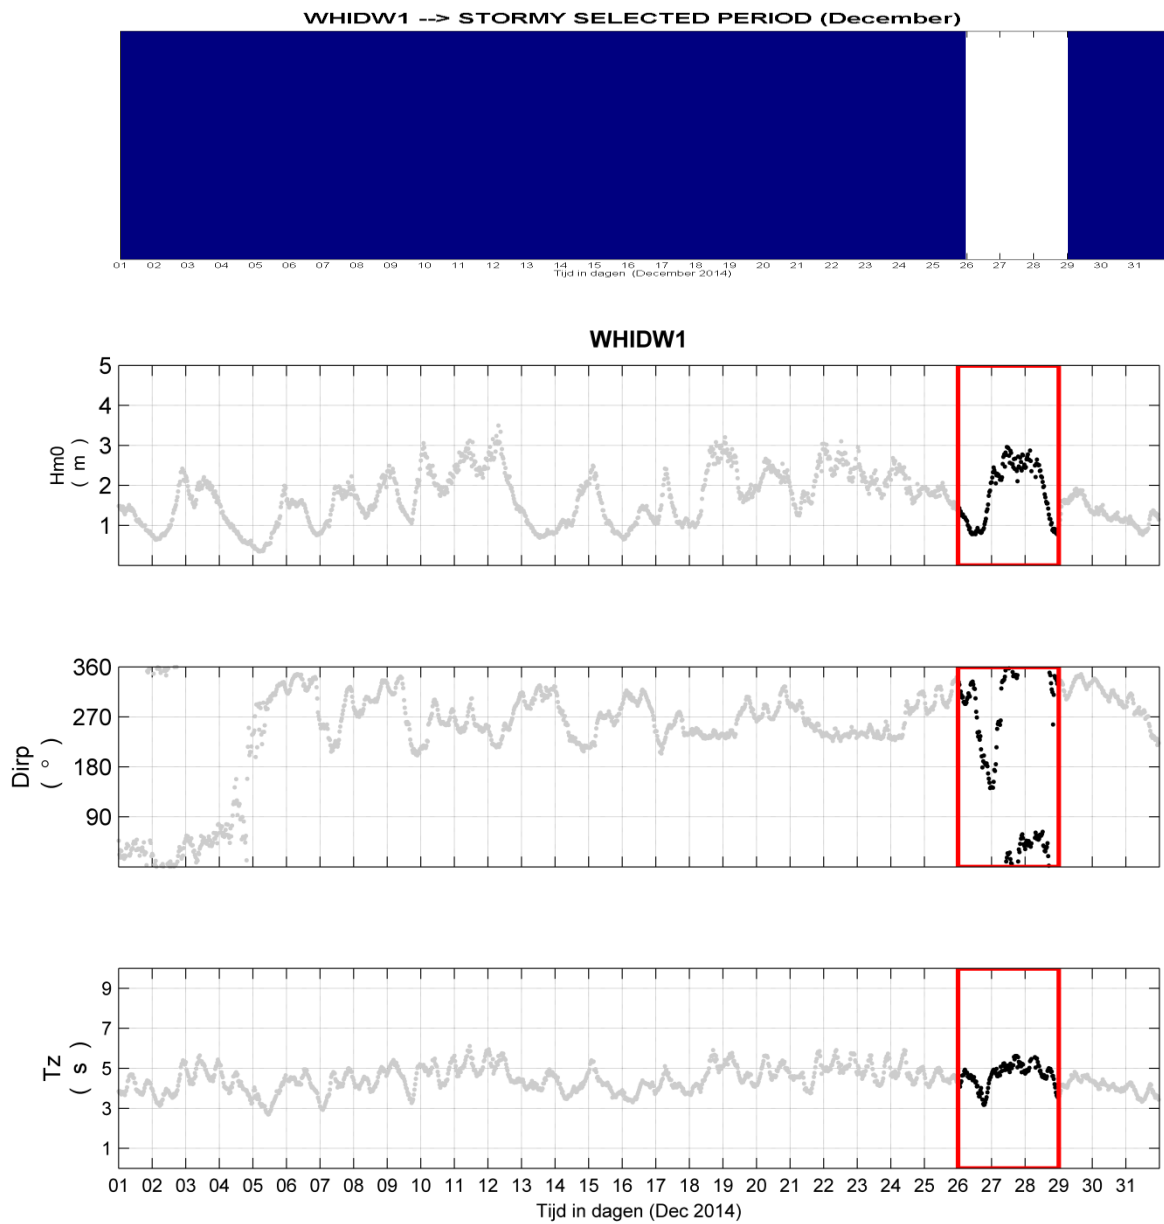 WHIDW1 --> STORMY SELECTED PERIOD (December)
01 02 03 04 05 06 07 08 09 10 11 12 13 14 15 16 17 18 19 20 21 22 23 24 25 26 27 28 29 30 31
Tijd in dagen (December 2014)
WHIDW1
Hm0
( m )
5
4
3
2
1
Dirp
( ° )
360
270
180
90
Tz
( s )
9
7
5
3
1
01 02 03 04 05 06 07 08 09 10 11 12 13 14 15 16 17 18 19 20 21 22 23 24 25 26 27 28 29 30 31
Tijd in dagen (Dec 2014)